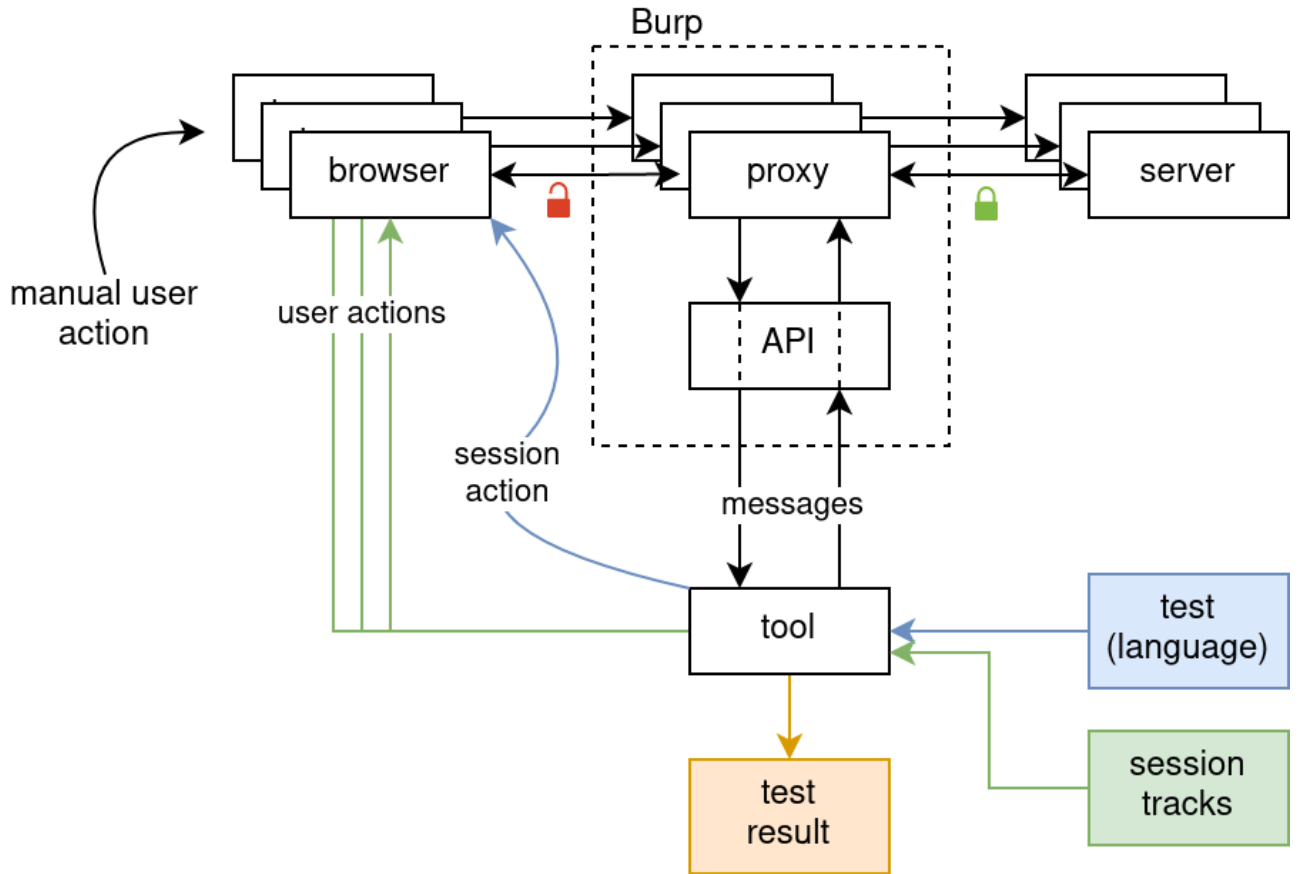 Burp
browser
proxy
server
manual user
action
user actions
API
session
action
messages
tool
test
(language)
test
result
session
tracks